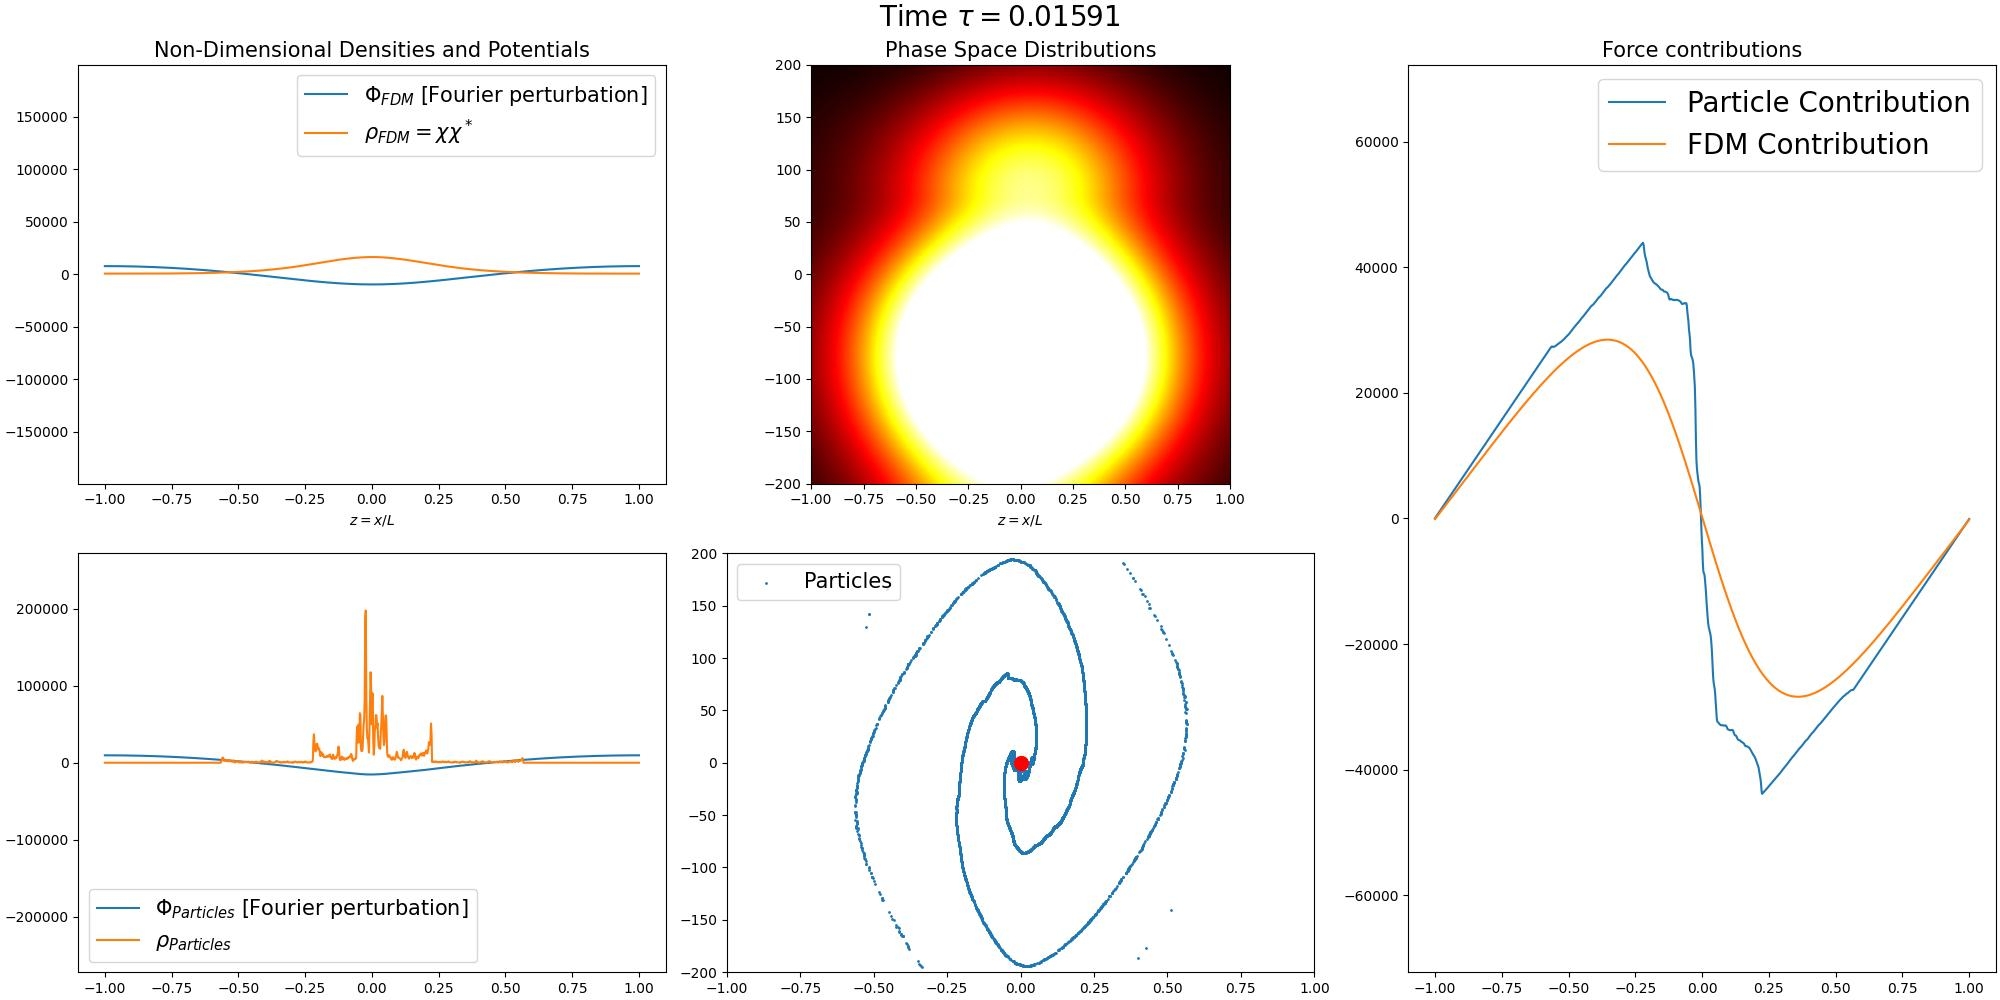 Time τ = 0.01591
Non-Dimensional Densities and Potentials
Φ_FDM [Fourier perturbation]
ρ_FDM = χχ*
150000
100000
50000
0
−50000
−100000
−150000
−1.00 −0.75 −0.50 −0.25 0.00 0.25 0.50 0.75 1.00
z = x/L
Phase Space Distributions
200
150
100
50
0
−50
−100
−150
−200
−1.00 −0.75 −0.50 −0.25 0.00 0.25 0.50 0.75 1.00
z = x/L
Force contributions
Particle Contribution
FDM Contribution
60000
40000
20000
0
−20000
−40000
−60000
−1.00 −0.75 −0.50 −0.25 0.00 0.25 0.50 0.75 1.00
200000
100000
0
−100000
−200000
Φ_Particles [Fourier perturbation]
ρ_Particles
−1.00 −0.75 −0.50 −0.25 0.00 0.25 0.50 0.75 1.00
Particles
200
150
100
50
0
−50
−100
−150
−200
−1.00 −0.75 −0.50 −0.25 0.00 0.25 0.50 0.75 1.00